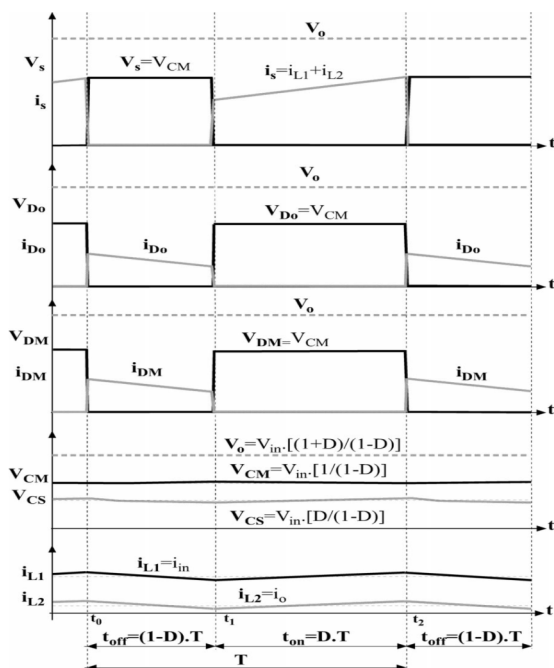 Vo
Vs
Vs=VCM
is=iL1+iL2
is
t
Vo
VDo
VDo=VCM
iDo
iDo
iDo
t
Vo
VDM
VDM=VCM
iDM
iDM
iDM
t
Vo=Vin.[(1+D)/(1-D)]
VCM
VCM=Vin.[1/(1-D)]
VCS
VCS=Vin.[D/(1-D)]
t
iL1
iL1=iin
iL2
iL2=io
t
t0
t1
t2
toff=(1-D).T
ton=D.T
toff=(1-D).T
T